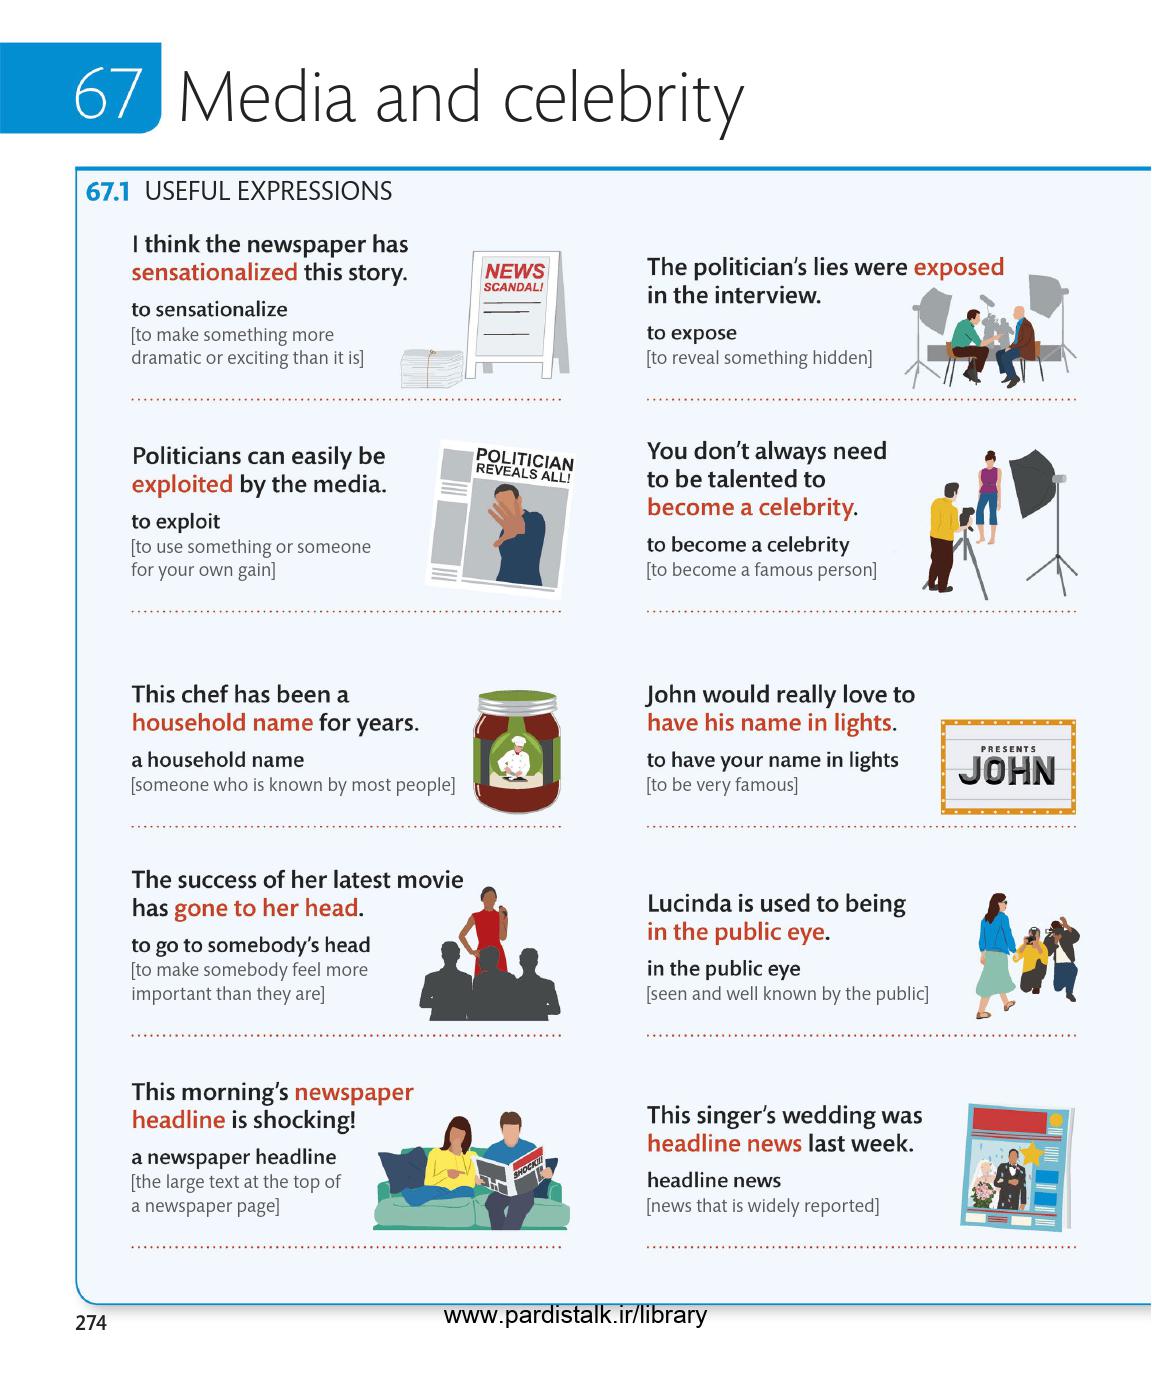 67 Media and celebrity
67.1 USEFUL EXPRESSIONS
I think the newspaper has
sensationalized this story.
to sensationalize
[to make something more
dramatic or exciting than it is]
NEWS
SCANDAL!
The politician's lies were exposed
in the interview.
to expose
[to reveal something hidden]
Politicians can easily be
exploited by the media.
to exploit
[to use something or someone
for your own gain]
POLITICIAN
REVEALS ALL!
You don't always need
to be talented to
become a celebrity.
to become a celebrity
[to become a famous person]
This chef has been a
household name for years.
a household name
[someone who is known by most people]
John would really love to
have his name in lights.
to have your name in lights
[to be very famous]
PRESENTS
JOHN
The success of her latest movie
has gone to her head.
to go to somebody's head
[to make somebody feel more
important than they are]
Lucinda is used to being
in the public eye.
in the public eye
[seen and well known by the public]
This morning's newspaper
headline is shocking!
a newspaper headline
[the large text at the top of
a newspaper page]
SHOCK!!!
This singer's wedding was
headline news last week.
headline news
[news that is widely reported]
274
www.pardistalk.ir/library